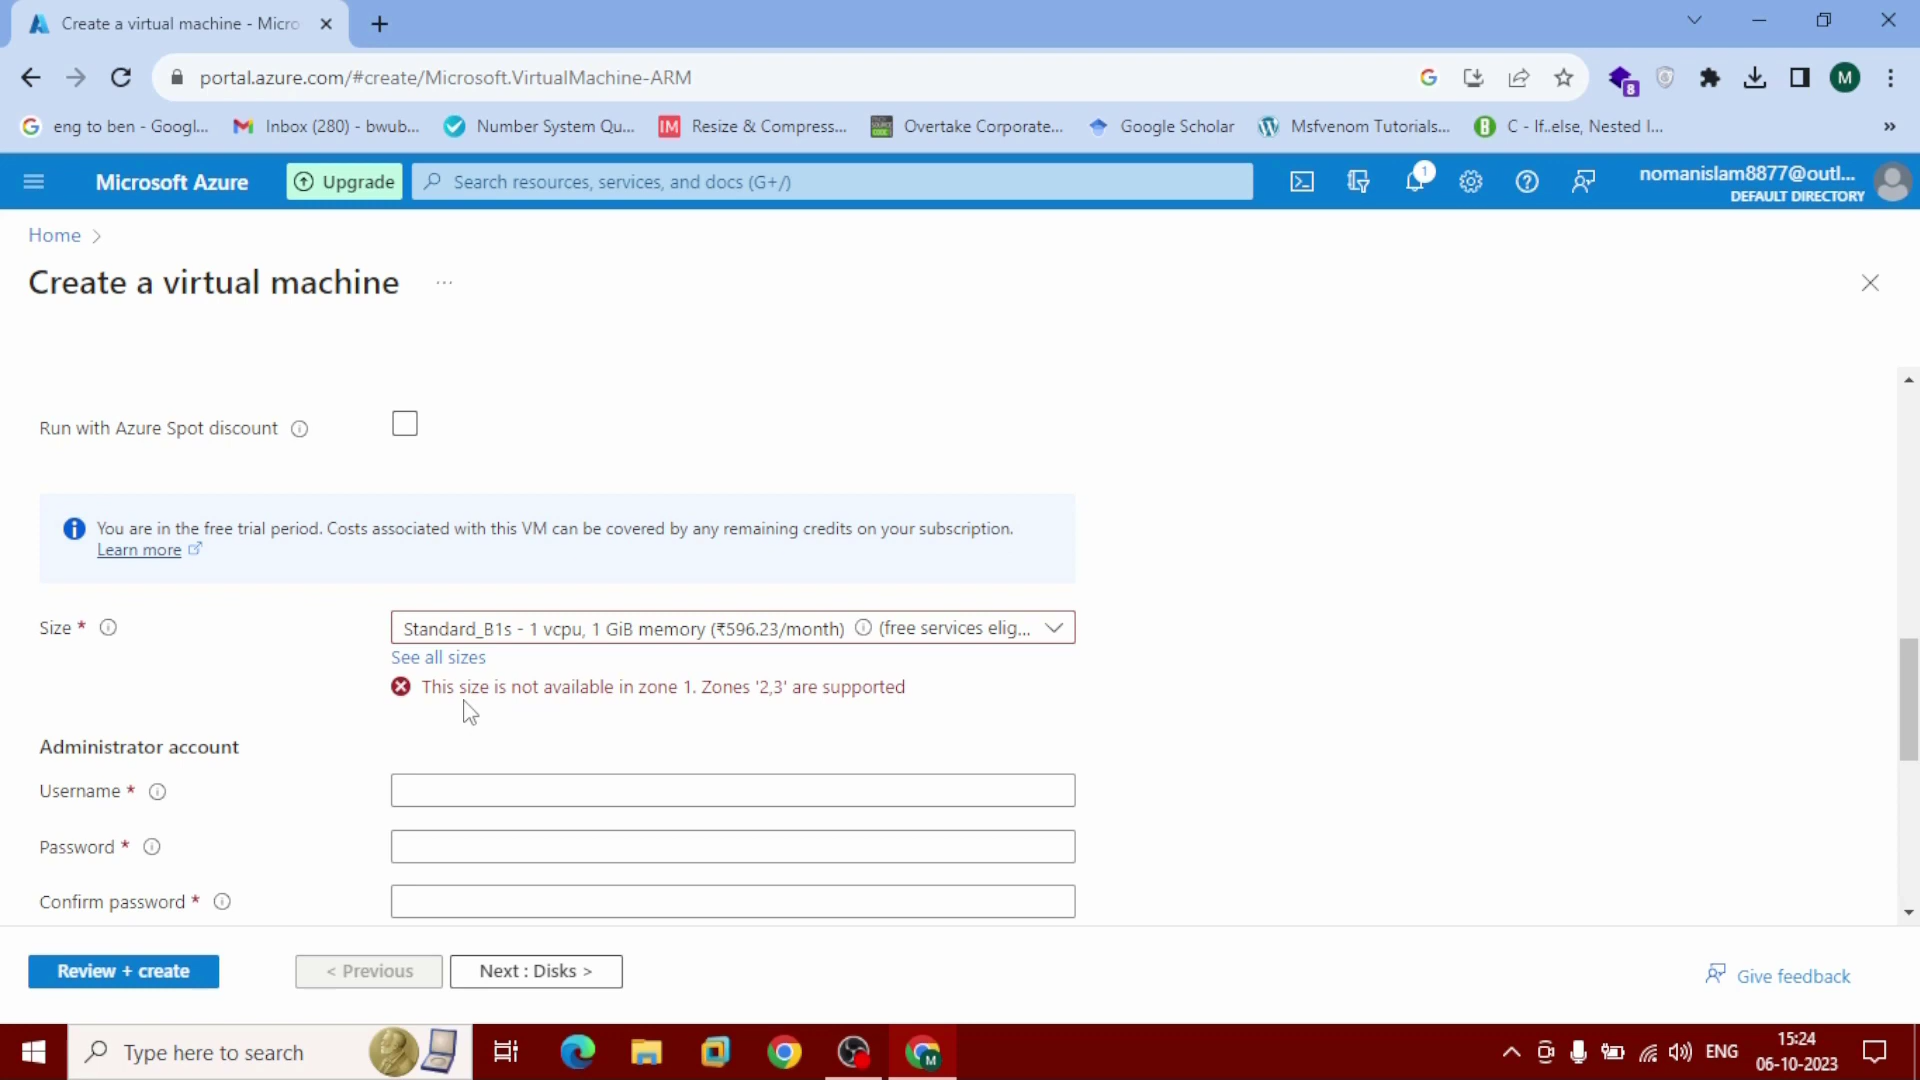 Create a virtual machine - Micro
portal.azure.com/#create/Microsoft.VirtualMachine-ARM
8
M
eng to ben - Googl...
Inbox (280) - bwub...
Number System Qu...
IM
Resize & Compress...
Overtake Corporate...
Google Scholar
Msfvenom Tutorials...
C - If..else, Nested I...
»
Microsoft Azure
Upgrade
Search resources, services, and docs (G+/)
1
nomanislam8877@outl...
DEFAULT DIRECTORY
Home >
Create a virtual machine ...
Run with Azure Spot discount
You are in the free trial period. Costs associated with this VM can be covered by any remaining credits on your subscription.
Learn more
Size *
Standard_B1s - 1 vcpu, 1 GiB memory (₹596.23/month) (free services elig...
See all sizes
This size is not available in zone 1. Zones '2,3' are supported
Administrator account
Username *
Password *
Confirm password *
Review + create
< Previous
Next : Disks >
Give feedback
Type here to search
M
ENG
15:24
06-10-2023